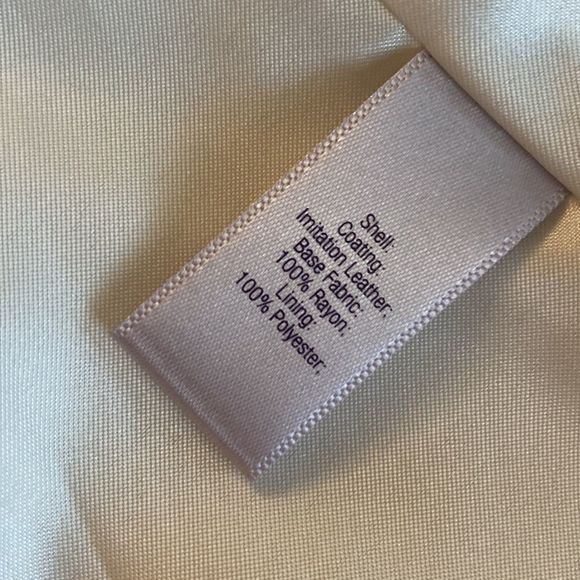 Shell:
Coating:
Imitation Leather;
Base Fabric:
100% Rayon;
Lining:
100% Polyester;